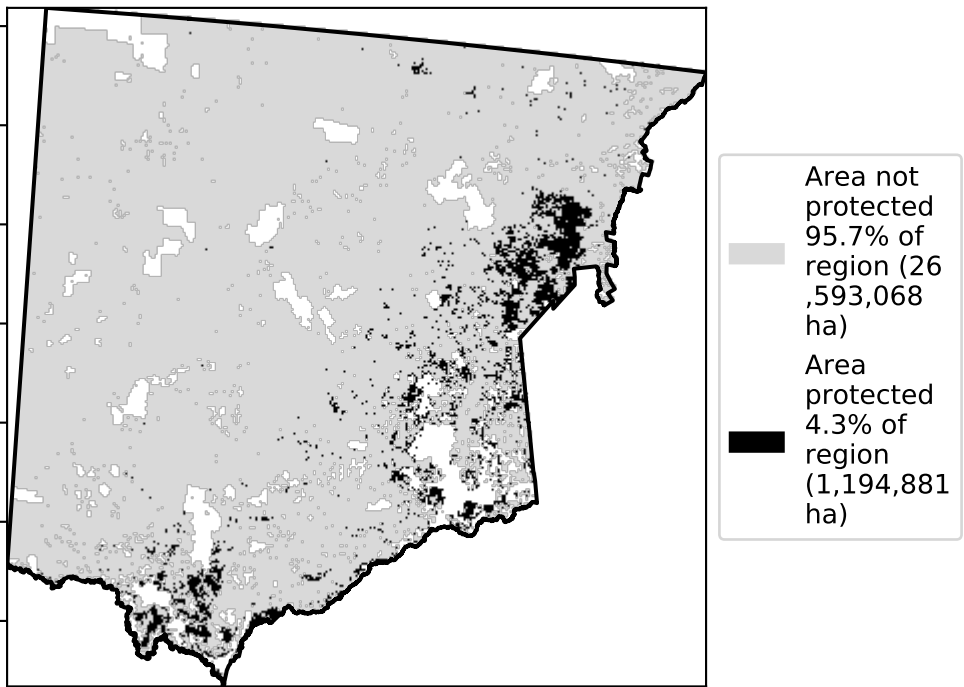 Area not
protected
95.7% of
region (26
,593,068
ha)
Area
protected
4.3% of
region
(1,194,881
ha)